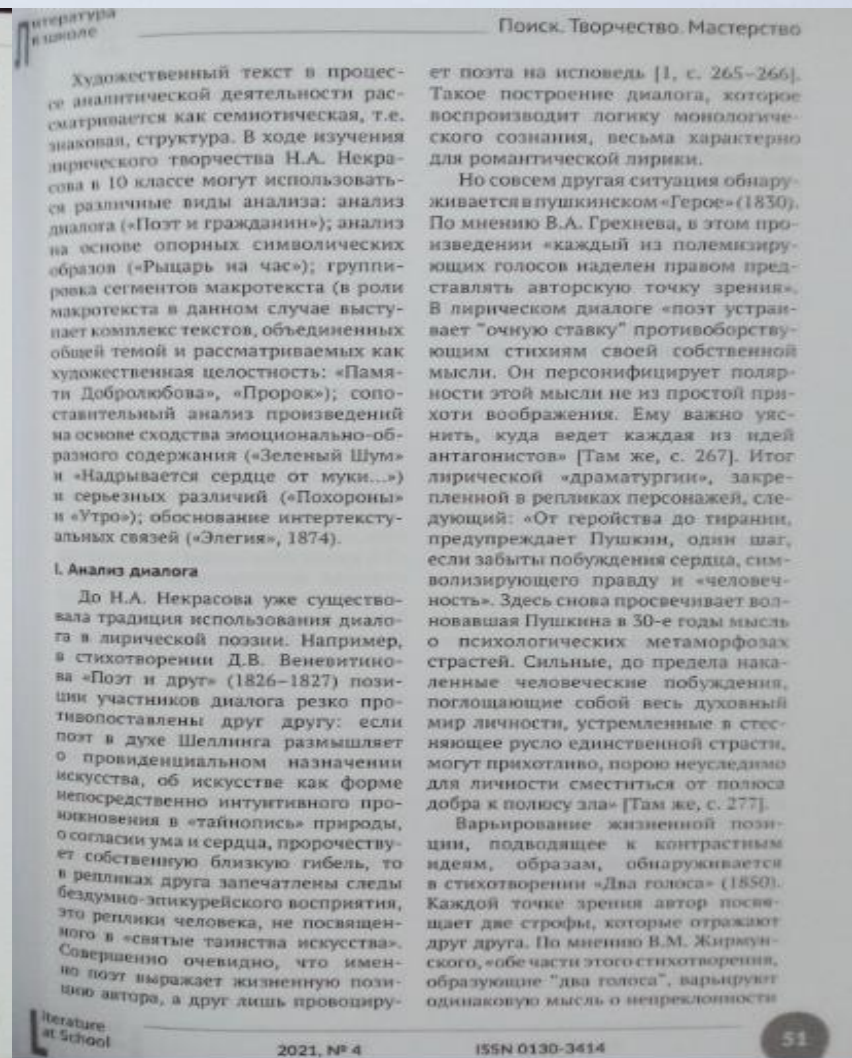 Литература
в школе
Поиск. Творчество. Мастерство
Художественный текст в процес-
се аналитической деятельности рас-
сматривается как семиотическая, т.е.
знаковая, структура. В ходе изучения
лирического творчества Н.А. Некра-
сова в 10 классе могут использовать-
ся различные виды анализа: анализ
диалога («Поэт и гражданин»); анализ
на основе опорных символических
образов («Рыцарь на час»); группи-
ровка сегментов макротекста (в роли
макротекста в данном случае высту-
пает комплекс текстов, объединенных
общей темой и рассматриваемых как
художественная целостность: «Памя-
ти Добролюбова», «Пророк»); сопо-
ставительный анализ произведений
на основе сходства эмоционально-об-
разного содержания («Зеленый Шум»
и «Надрывается сердце от муки...»)
и серьезных различий («Похороны»
и «Утро»); обоснование интертексту-
альных связей («Элегия», 1874).
I. Анализ диалога
До Н.А. Некрасова уже существо-
вала традиция использования диало-
га в лирической поэзии. Например,
в стихотворении Д.В. Веневитино-
ва «Поэт и друг» (1826–1827) пози-
ции участников диалога резко про-
тивопоставлены друг другу: если
поэт в духе Шеллинга размышляет
о провиденциальном назначении
искусства, об искусстве как форме
непосредственно интуитивного про-
никновения в «тайнопись» природы,
о согласии ума и сердца, пророчеству-
ет собственную близкую гибель, то
в репликах друга запечатлены следы
бездумно-эпикурейского восприятия,
это реплики человека, не посвящен-
ного в «святые таинства искусства».
Совершенно очевидно, что имен-
но поэт выражает жизненную пози-
цию автора, а друг лишь провоциру-
ет поэта на исповедь [1, с. 265–266].
Такое построение диалога, которое
воспроизводит логику монологиче-
ского сознания, весьма характерно
для романтической лирики.
Но совсем другая ситуация обнару-
живается в пушкинском «Герое» (1830).
По мнению В.А. Грехнева, в этом про-
изведении «каждый из полемизиру-
ющих голосов наделен правом пред-
ставлять авторскую точку зрения».
В лирическом диалоге «поэт устраи-
вает "очную ставку" противоборству-
ющим стихиям своей собственной
мысли. Он персонифицирует поляр-
ности этой мысли не из простой при-
хоти воображения. Ему важно уяс-
нить, куда ведет каждая из идей
антагонистов» [Там же, с. 267]. Итог
лирической «драматургии», закре-
пленной в репликах персонажей, сле-
дующий: «От геройства до тирании,
предупреждает Пушкин, один шаг,
если забыты побуждения сердца, сим-
волизирующего правду и «человеч-
ность». Здесь снова просвечивает вол-
новавшая Пушкина в 30-е годы мысль
о психологических метаморфозах
страстей. Сильные, до предела нака-
ленные человеческие побуждения,
поглощающие собой весь духовный
мир личности, устремленные в стес-
няющее русло единственной страсти,
могут прихотливо, порою неуследимо
для личности сместиться от полюса
добра к полюсу зла» [Там же, с. 277].
Варьирование жизненной пози-
ции, подводящее к контрастным
идеям, образам, обнаруживается
в стихотворении «Два голоса» (1850).
Каждой точке зрения автор посвя-
щает две строфы, которые отражают
друг друга. По мнению В.М. Жирмун-
ского, «обе части этого стихотворения,
образующие "два голоса", варьируют
одинаковую мысль о непреклонности
Literature
at School
2021, № 4
ISSN 0130-3414
51